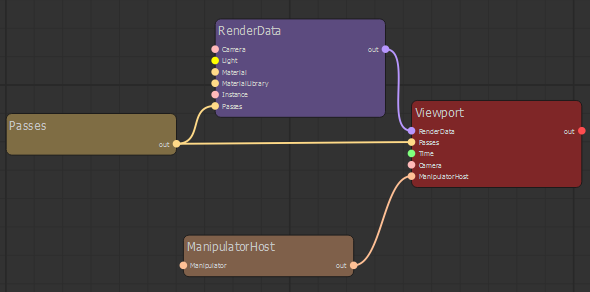 RenderData
Camera
out
Light
Material
MaterialLibrary
Instance
Passes
Passes
out
Viewport
RenderData
out
Passes
Time
Camera
ManipulatorHost
ManipulatorHost
Manipulator
out